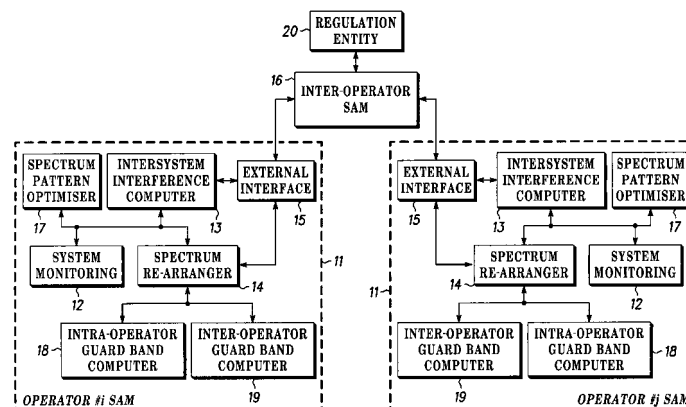 REGULATION
ENTITY
20
16
INTER-OPERATOR
SAM
SPECTRUM
PATTERN
OPTIMISER
17
INTERSYSTEM
INTERFERENCE
COMPUTER
13
EXTERNAL
INTERFACE
15
SYSTEM
MONITORING
12
SPECTRUM
RE-ARRANGER
14
11
18
INTRA-OPERATOR
GUARD BAND
COMPUTER
INTER-OPERATOR
GUARD BAND
COMPUTER
19
OPERATOR #i SAM
EXTERNAL
INTERFACE
15
INTERSYSTEM
INTERFERENCE
COMPUTER
13
SPECTRUM
PATTERN
OPTIMISER
17
SPECTRUM
RE-ARRANGER
14
SYSTEM
MONITORING
12
11
INTER-OPERATOR
GUARD BAND
COMPUTER
19
INTRA-OPERATOR
GUARD BAND
COMPUTER
18
OPERATOR #j SAM